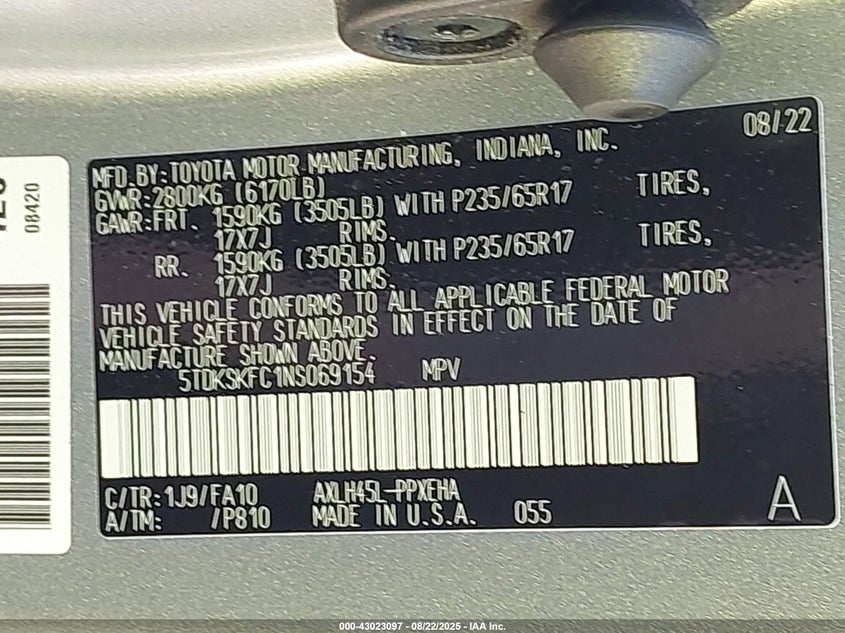 08420
08/22
MFD. BY: TOYOTA MOTOR MANUFACTURING, INDIANA, INC.
GVWR: 2800KG (6170LB)
GAWR: FRT. 1590KG (3505LB) WITH P235/65R17 TIRES,
17X7J RIMS.
RR. 1590KG (3505LB) WITH P235/65R17 TIRES,
17X7J RIMS.
THIS VEHICLE CONFORMS TO ALL APPLICABLE FEDERAL MOTOR
VEHICLE SAFETY STANDARDS IN EFFECT ON THE DATE OF
MANUFACTURE SHOWN ABOVE.
5TDKSKFC1NS069154 MPV
C/TR: 1J9/FA10 AXLH45L-PPXEHA
A/TM: /P810 MADE IN U.S.A. 055 A
000-43023097 - 08/22/2025 - IAA Inc.